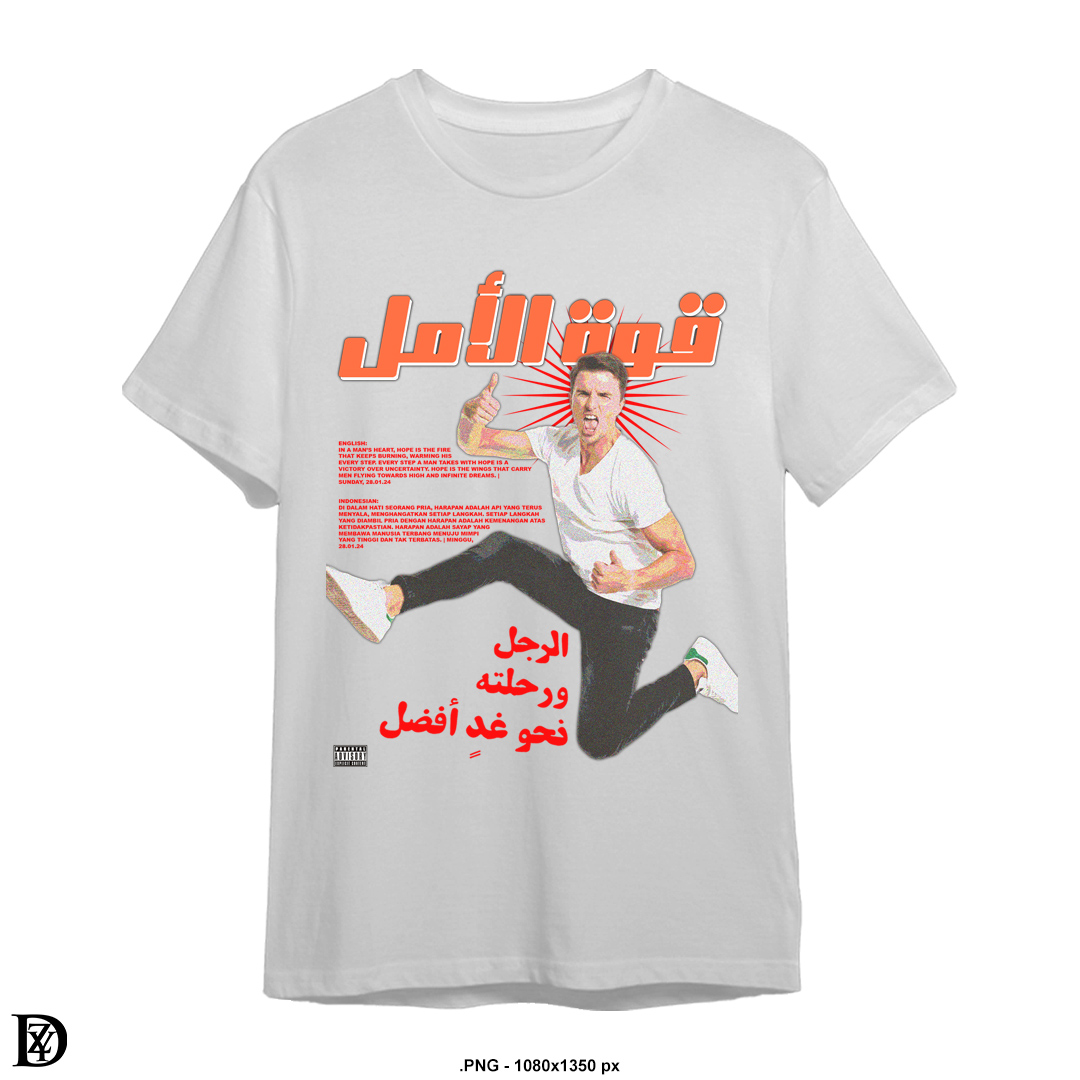 قوة الأمل
ENGLISH:
IN A MAN'S HEART, HOPE IS THE FIRE
THAT KEEPS BURNING, WARMING HIS
EVERY STEP. EVERY STEP A MAN TAKES WITH HOPE IS A
VICTORY OVER UNCERTAINTY. HOPE IS THE WINGS THAT CARRY
MEN FLYING TOWARDS HIGH AND INFINITE DREAMS. |
SUNDAY, 28.01.24
INDONESIAN:
DI DALAM HATI SEORANG PRIA, HARAPAN ADALAH API YANG TERUS
MENYALA, MENGHANGATKAN SETIAP LANGKAH. SETIAP LANGKAH
YANG DIAMBIL PRIA DENGAN HARAPAN ADALAH KEMENANGAN ATAS
KETIDAKPASTIAN. HARAPAN ADALAH SAYAP YANG
MEMBAWA MANUSIA TERBANG MENUJU MIMPI
YANG TINGGI DAN TAK TERBATAS. | MINGGU,
28.01.24
الرجل
ورحلته
نحو غدٍ أفضل
PARENTAL
ADVISORY
EXPLICIT CONTENT
.PNG - 1080x1350 px